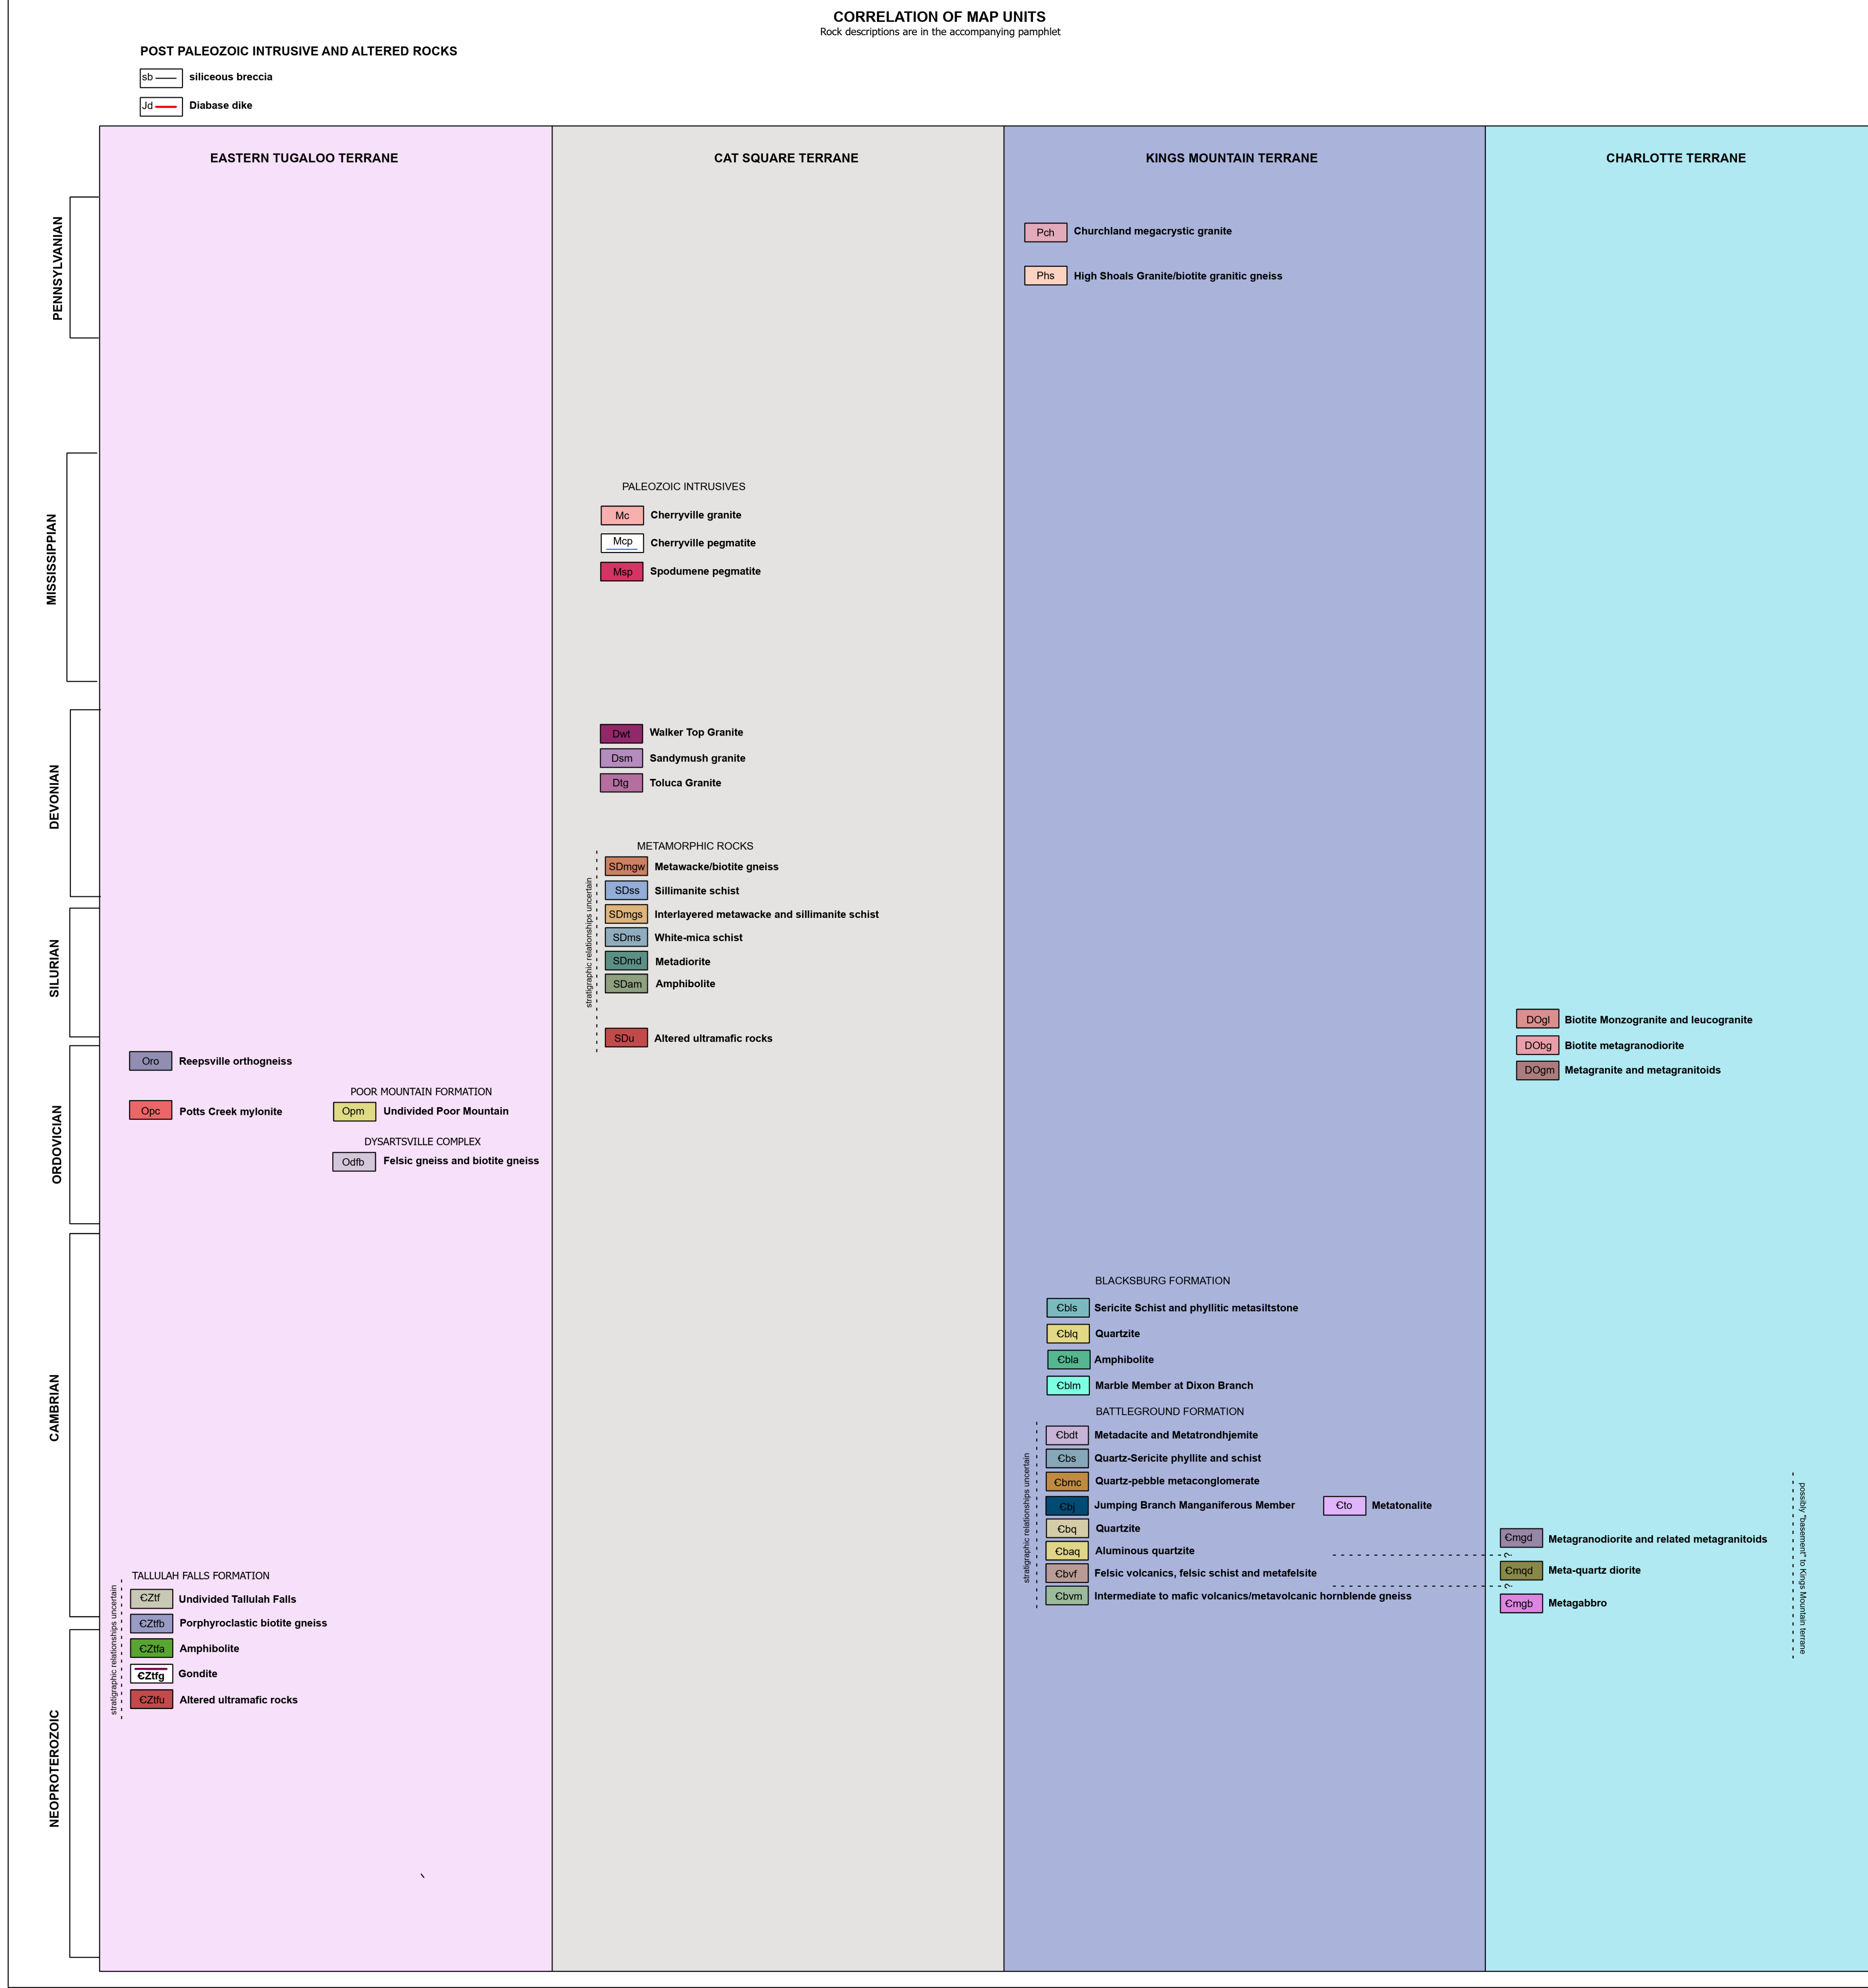 CORRELATION OF MAP UNITS
Rock descriptions are in the accompanying pamphlet
POST PALEOZOIC INTRUSIVE AND ALTERED ROCKS
sb siliceous breccia
Jd Diabase dike
EASTERN TUGALOO TERRANE
CAT SQUARE TERRANE
KINGS MOUNTAIN TERRANE
CHARLOTTE TERRANE
PENNSYLVANIAN
MISSISSIPPIAN
DEVONIAN
SILURIAN
ORDOVICIAN
CAMBRIAN
NEOPROTEROZOIC
Oro Reepsville orthogneiss
Opc Potts Creek mylonite
POOR MOUNTAIN FORMATION
Opm Undivided Poor Mountain
DYSARTSVILLE COMPLEX
Odfb Felsic gneiss and biotite gneiss
TALLULAH FALLS FORMATION
stratigraphic relationships uncertain
ЄZtf Undivided Tallulah Falls
ЄZtfb Porphyroclastic biotite gneiss
ЄZtfa Amphibolite
ЄZtfg Gondite
ЄZtfu Altered ultramafic rocks
PALEOZOIC INTRUSIVES
Mc Cherryville granite
Mcp Cherryville pegmatite
Msp Spodumene pegmatite
Dwt Walker Top Granite
Dsm Sandymush granite
Dtg Toluca Granite
METAMORPHIC ROCKS
stratigraphic relationships uncertain
SDmgw Metawacke/biotite gneiss
SDss Sillimanite schist
SDmgs Interlayered metawacke and sillimanite schist
SDms White-mica schist
SDmd Metadiorite
SDam Amphibolite
SDu Altered ultramafic rocks
Pch Churchland megacrystic granite
Phs High Shoals Granite/biotite granitic gneiss
BLACKSBURG FORMATION
Єbls Sericite Schist and phyllitic metasiltstone
Єblq Quartzite
Єbla Amphibolite
Єblm Marble Member at Dixon Branch
BATTLEGROUND FORMATION
stratigraphic relationships uncertain
Єbdt Metadacite and Metatrondhjemite
Єbs Quartz-Sericite phyllite and schist
Єbmc Quartz-pebble metaconglomerate
Єbj Jumping Branch Manganiferous Member
Єto Metatonalite
Єbq Quartzite
Єbaq Aluminous quartzite
Єbvf Felsic volcanics, felsic schist and metafelsite
Єbvm Intermediate to mafic volcanics/metavolcanic hornblende gneiss
DOgl Biotite Monzogranite and leucogranite
DObg Biotite metagranodiorite
DOgm Metagranite and metagranitoids
Єmgd Metagranodiorite and related metagranitoids
?
Єmqd Meta-quartz diorite
?
Єmgb Metagabbro
possibly "basement" to Kings Mountain terrane